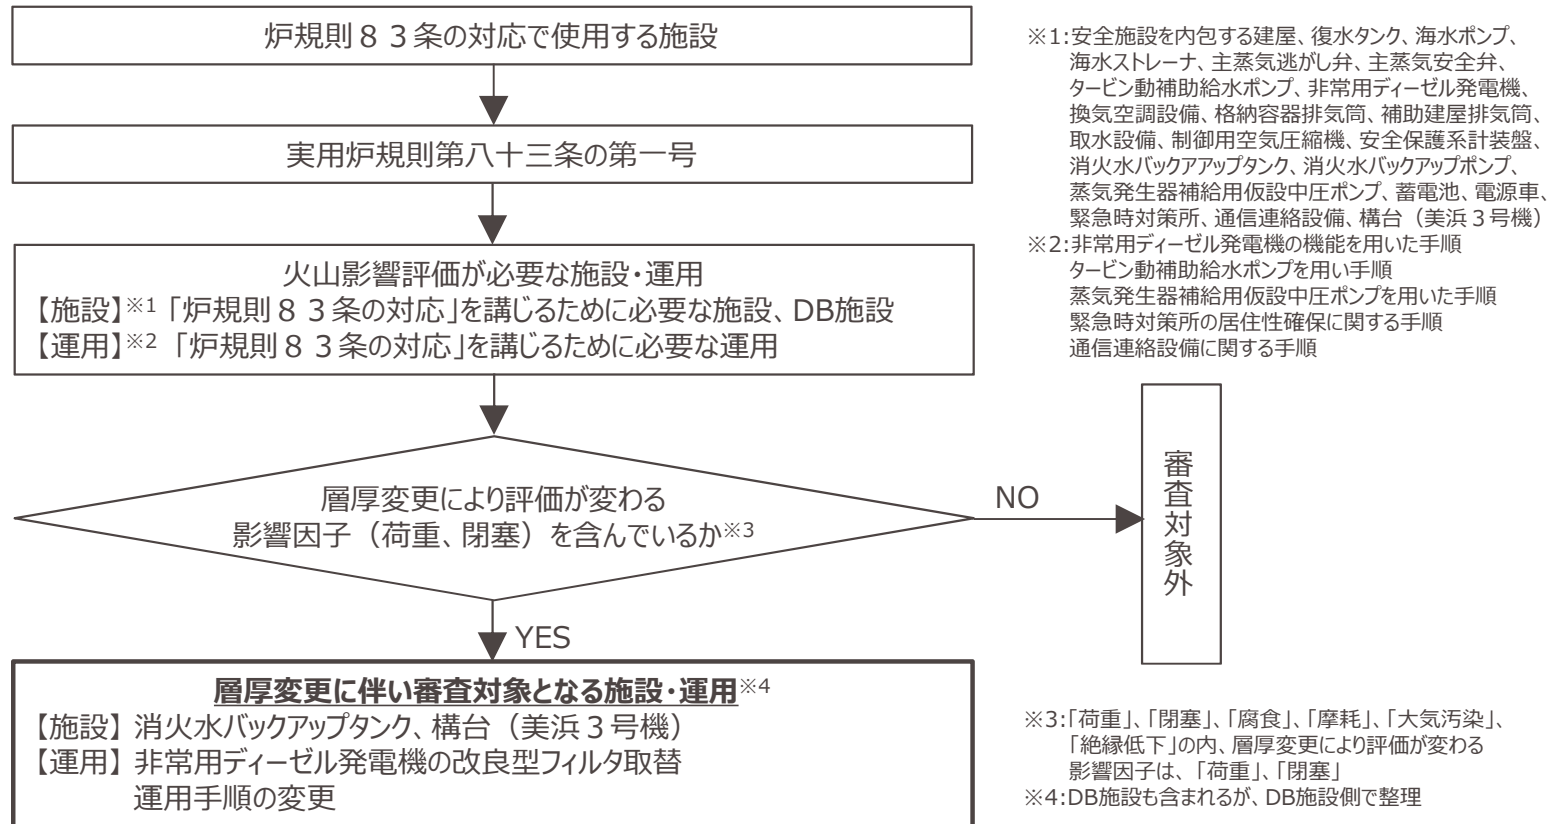 炉規則８３条の対応で使用する施設
実用炉規則第八十三条の第一号
火山影響評価が必要な施設・運用
【施設】※1「炉規則８３条の対応」を講じるために必要な施設、DB施設
【運用】※2 「炉規則８３条の対応」を講じるために必要な運用
層厚変更により評価が変わる
影響因子（荷重、閉塞）を含んでいるか※3
NO
審査対象外
YES
層厚変更に伴い審査対象となる施設・運用※4
【施設】 消火水バックアップタンク、構台（美浜３号機）
【運用】 非常用ディーゼル発電機の改良型フィルタ取替
運用手順の変更
※1:安全施設を内包する建屋、復水タンク、海水ポンプ、
海水ストレーナ、主蒸気逃がし弁、主蒸気安全弁、
タービン動補助給水ポンプ、非常用ディーゼル発電機、
換気空調設備、格納容器排気筒、補助建屋排気筒、
取水設備、制御用空気圧縮機、安全保護系計装盤、
消火水バックアアップタンク、消火水バックアップポンプ、
蒸気発生器補給用仮設中圧ポンプ、蓄電池、電源車、
緊急時対策所、通信連絡設備、構台（美浜３号機）
※2:非常用ディーゼル発電機の機能を用いた手順
タービン動補助給水ポンプを用い手順
蒸気発生器補給用仮設中圧ポンプを用いた手順
緊急時対策所の居住性確保に関する手順
通信連絡設備に関する手順
※3:「荷重」、「閉塞」、「腐食」、「摩耗」、「大気汚染」、
「絶縁低下」の内、層厚変更により評価が変わる
影響因子は、「荷重」、「閉塞」
※4:DB施設も含まれるが、DB施設側で整理